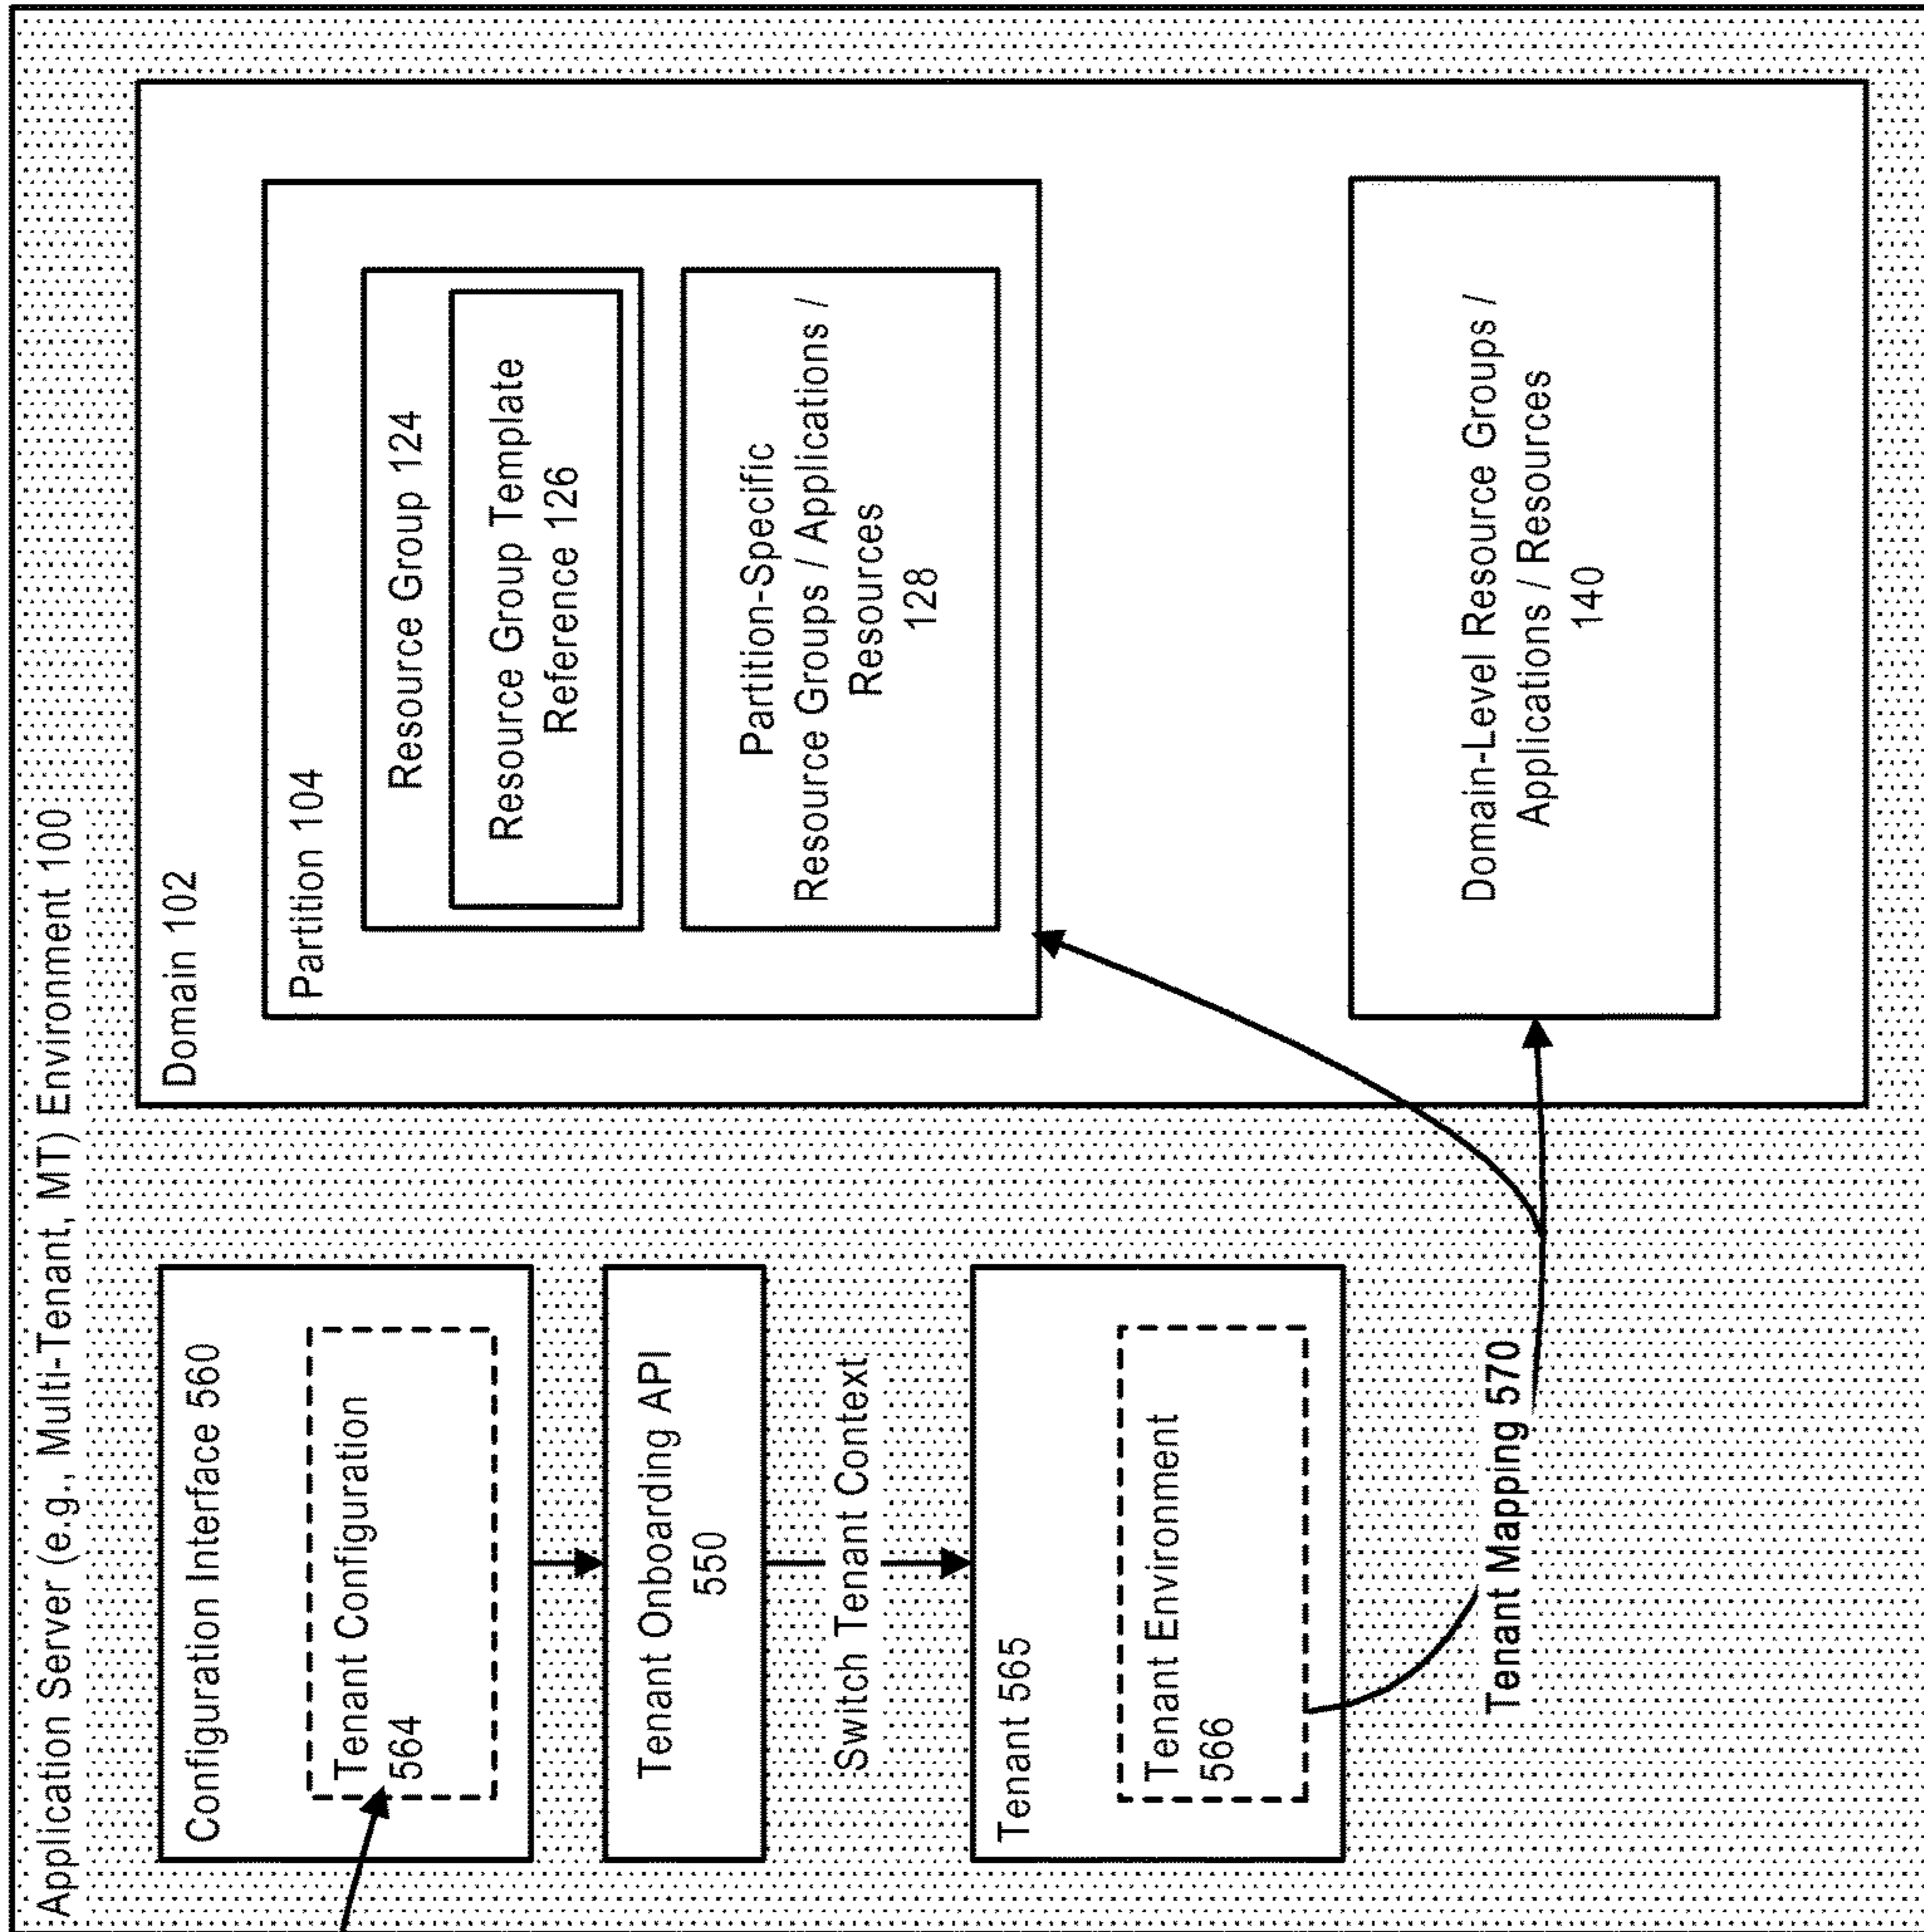 Application Server (e.g., Multi-Tenant, MT) Environment 100
Configuration Interface 560
Tenant Configuration
564
Tenant Onboarding API
550
Switch Tenant Context
Tenant 565
Tenant Environment
566
Tenant Mapping 570
Domain 102
Partition 104
Resource Group 124
Resource Group Template
Reference 126
Partition-Specific
Resource Groups / Applications /
Resources
128
Domain-Level Resource Groups /
Applications / Resources
140